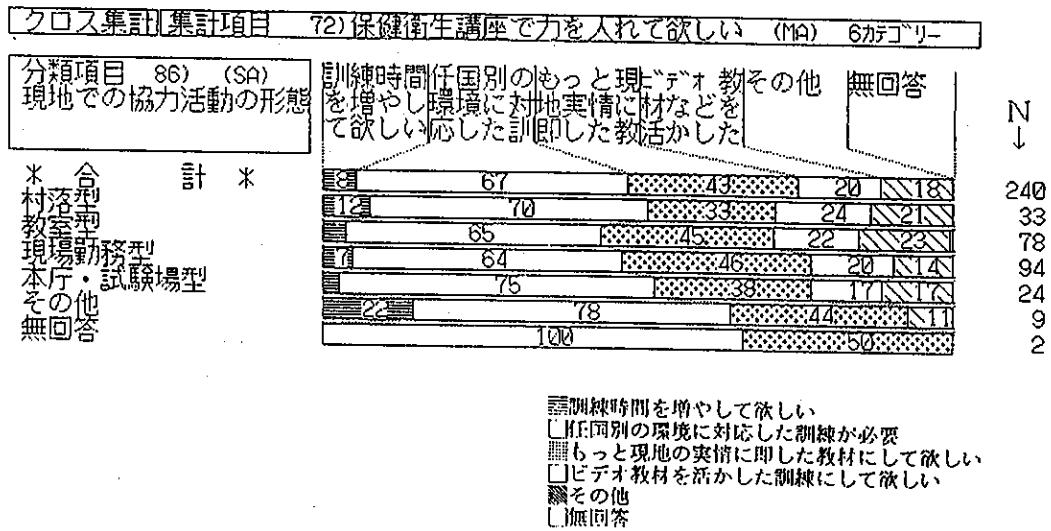 クロス集計 集計項目 72)保健衛生講座で力を入れて欲しい (MA) 6カテゴリー
分類項目 86) (SA)
現地での協力活動の形態
訓練時間を増やして欲しい
任国別の環境に対応した訓
もっと現地実情に即した教
ビデオ教材などを活かした
その他
無回答
N
↓
* 合 計 * 8 67 43 20 18 240
村落型 12 70 33 24 21 33
教室型 65 45 22 23 78
現場勤務型 7 64 46 20 14 94
本庁・試験場型 75 38 17 17 24
その他 22 78 44 11 9
無回答 100 50 2
訓練時間を増やして欲しい
任国別の環境に対応した訓練が必要
もっと現地の実情に即した教材にして欲しい
ビデオ教材を活かした訓練にして欲しい
その他
無回答